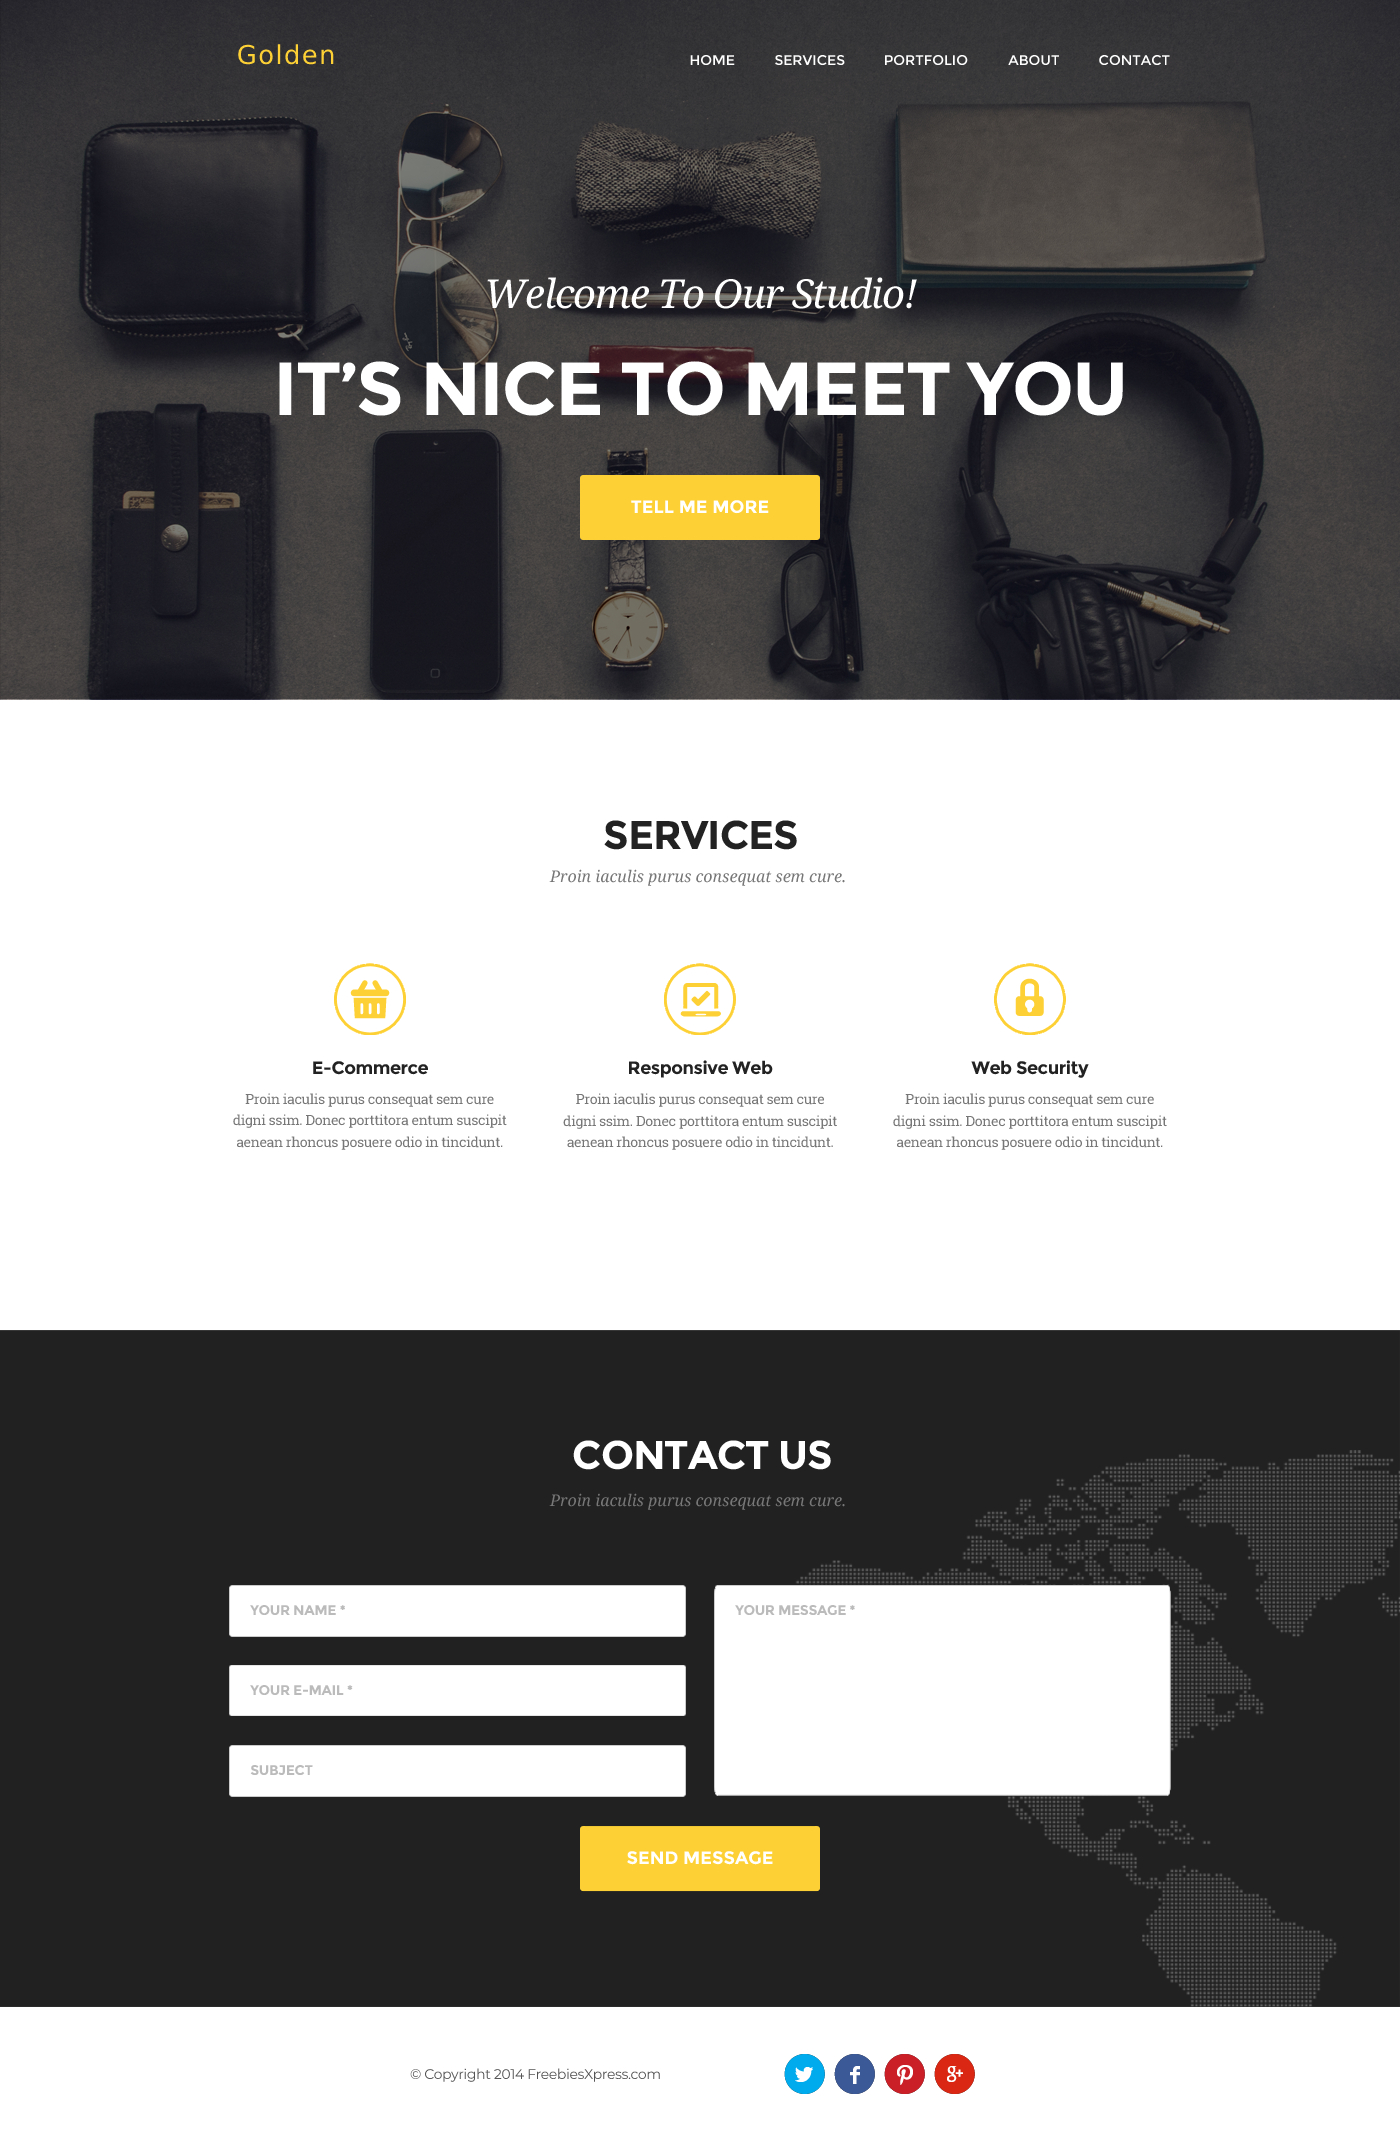 Golden
HOME SERVICES PORTFOLIO ABOUT CONTACT
Welcome To Our Studio!
IT’S NICE TO MEET YOU
TELL ME MORE
SERVICES
Proin iaculis purus consequat sem cure.
E-Commerce
Proin iaculis purus consequat sem cure
digni ssim. Donec porttitora entum suscipit
aenean rhoncus posuere odio in tincidunt.
Responsive Web
Proin iaculis purus consequat sem cure
digni ssim. Donec porttitora entum suscipit
aenean rhoncus posuere odio in tincidunt.
Web Security
Proin iaculis purus consequat sem cure
digni ssim. Donec porttitora entum suscipit
aenean rhoncus posuere odio in tincidunt.
CONTACT US
Proin iaculis purus consequat sem cure.
YOUR NAME *
YOUR E-MAIL *
SUBJECT
YOUR MESSAGE *
SEND MESSAGE
© Copyright 2014 FreebiesXpress.com